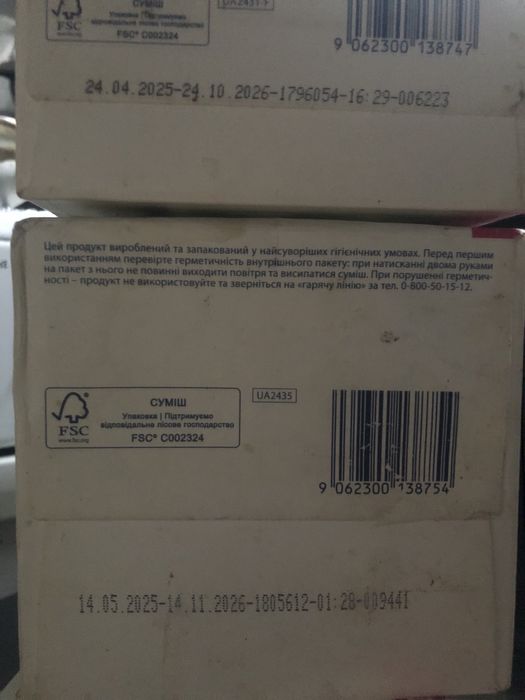 СУМІШ
Упаковка | Підтримуємо
відповідальне лісове господарство
FSC® C002324
FSC
9 062300 138747
24.04.2025-24.10.2026-1796054-16:29-006223
Цей продукт вироблений та запакований у найсуворіших гігієнічних умовах. Перед першим
використанням перевірте герметичність внутрішнього пакету: при натисканні двома руками
на пакет з нього не повинні виходити повітря та висипатися суміш. При порушенні герметич-
ності – продукт не використовуйте та зверніться на «гарячу лінію» за тел. 0-800-50-15-12.
FSC
www.fsc.org
СУМІШ
Упаковка | Підтримуємо
відповідальне лісове господарство
FSC® C002324
UA2435
9 062300 138754
14.05.2025-14.11.2026-1805612-01:28-009441